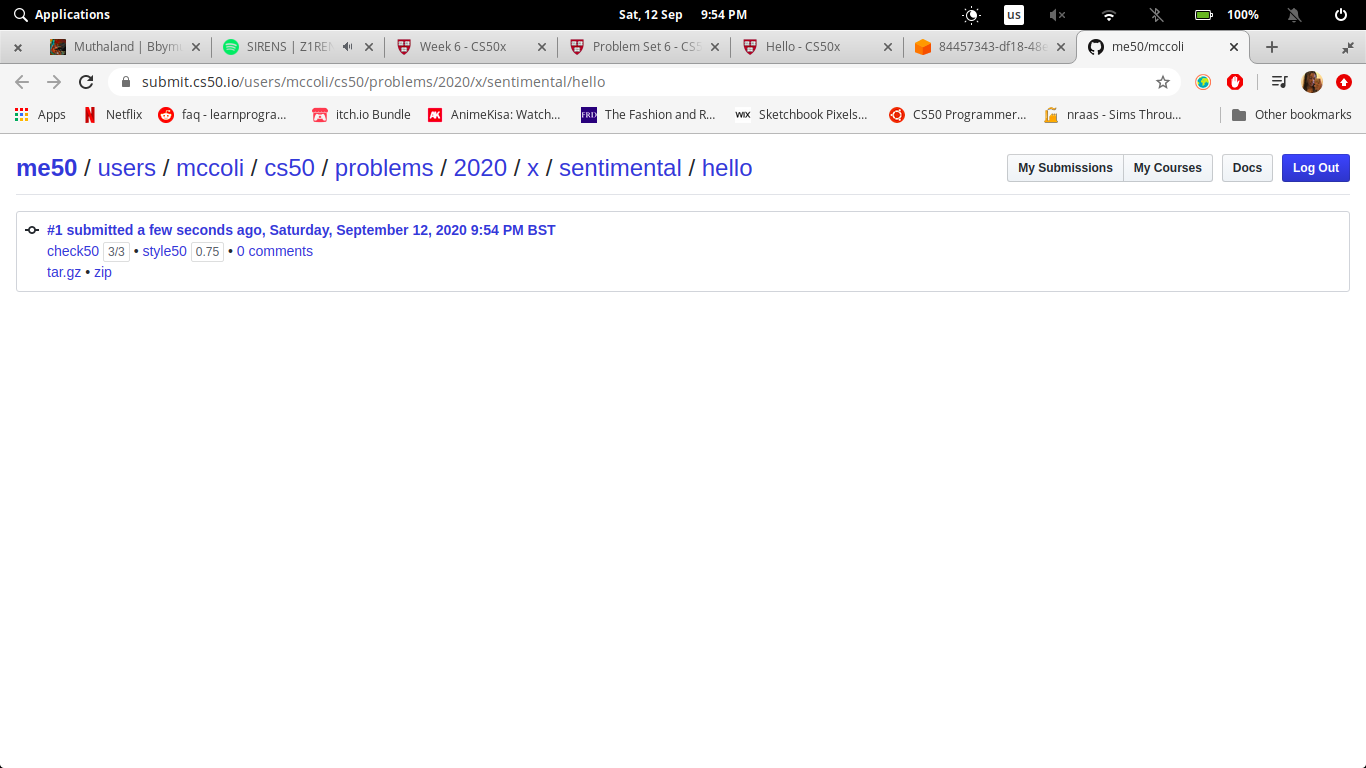 Applications
Sat, 12 Sep 9:54 PM
us
100%
Muthaland | Bbym
SIRENS | Z1RE
Week 6 - CS50x
Problem Set 6 - CS5
Hello - CS50x
84457343-df18-48e
me50/mccoli
submit.cs50.io/users/mccoli/cs50/problems/2020/x/sentimental/hello
Apps
Netflix
faq - learnprogra...
itch.io Bundle
AnimeKisa: Watch...
The Fashion and R...
WIX
Sketchbook Pixels...
CS50 Programmer...
nraas - Sims Throu...
Other bookmarks
me50 / users / mccoli / cs50 / problems / 2020 / x / sentimental / hello
My Submissions
My Courses
Docs
Log Out
#1 submitted a few seconds ago, Saturday, September 12, 2020 9:54 PM BST
check50 3/3 • style50 0.75 • 0 comments
tar.gz • zip